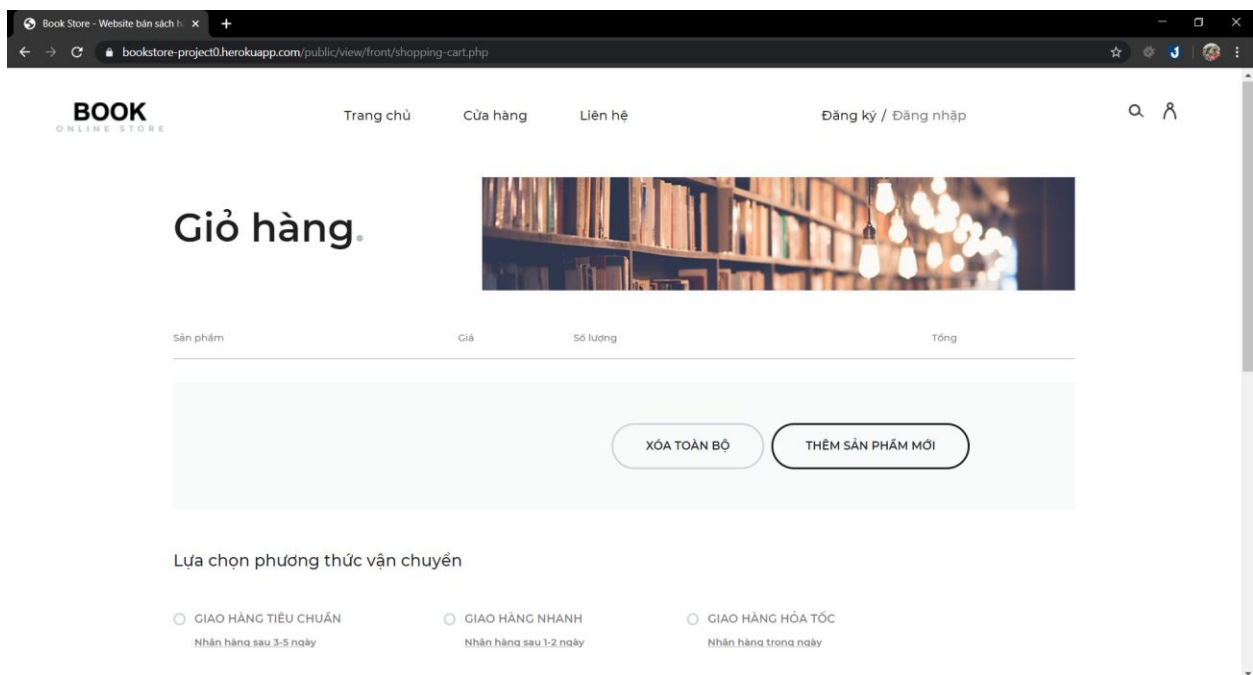 Book Store - Website bán sách h
bookstore-project0.herokuapp.com/public/view/front/shopping-cart.php
BOOK
ONLINE STORE
Trang chủ Cửa hàng Liên hệ Đăng ký / Đăng nhập
Giỏ hàng.
Sản phẩm Giá Số lượng Tổng
XÓA TOÀN BỘ THÊM SẢN PHẨM MỚI
Lựa chọn phương thức vận chuyển
GIAO HÀNG TIÊU CHUẨN GIAO HÀNG NHANH GIAO HÀNG HỎA TỐC
Nhận hàng sau 3-5 ngày Nhận hàng sau 1-2 ngày Nhận hàng trong ngày